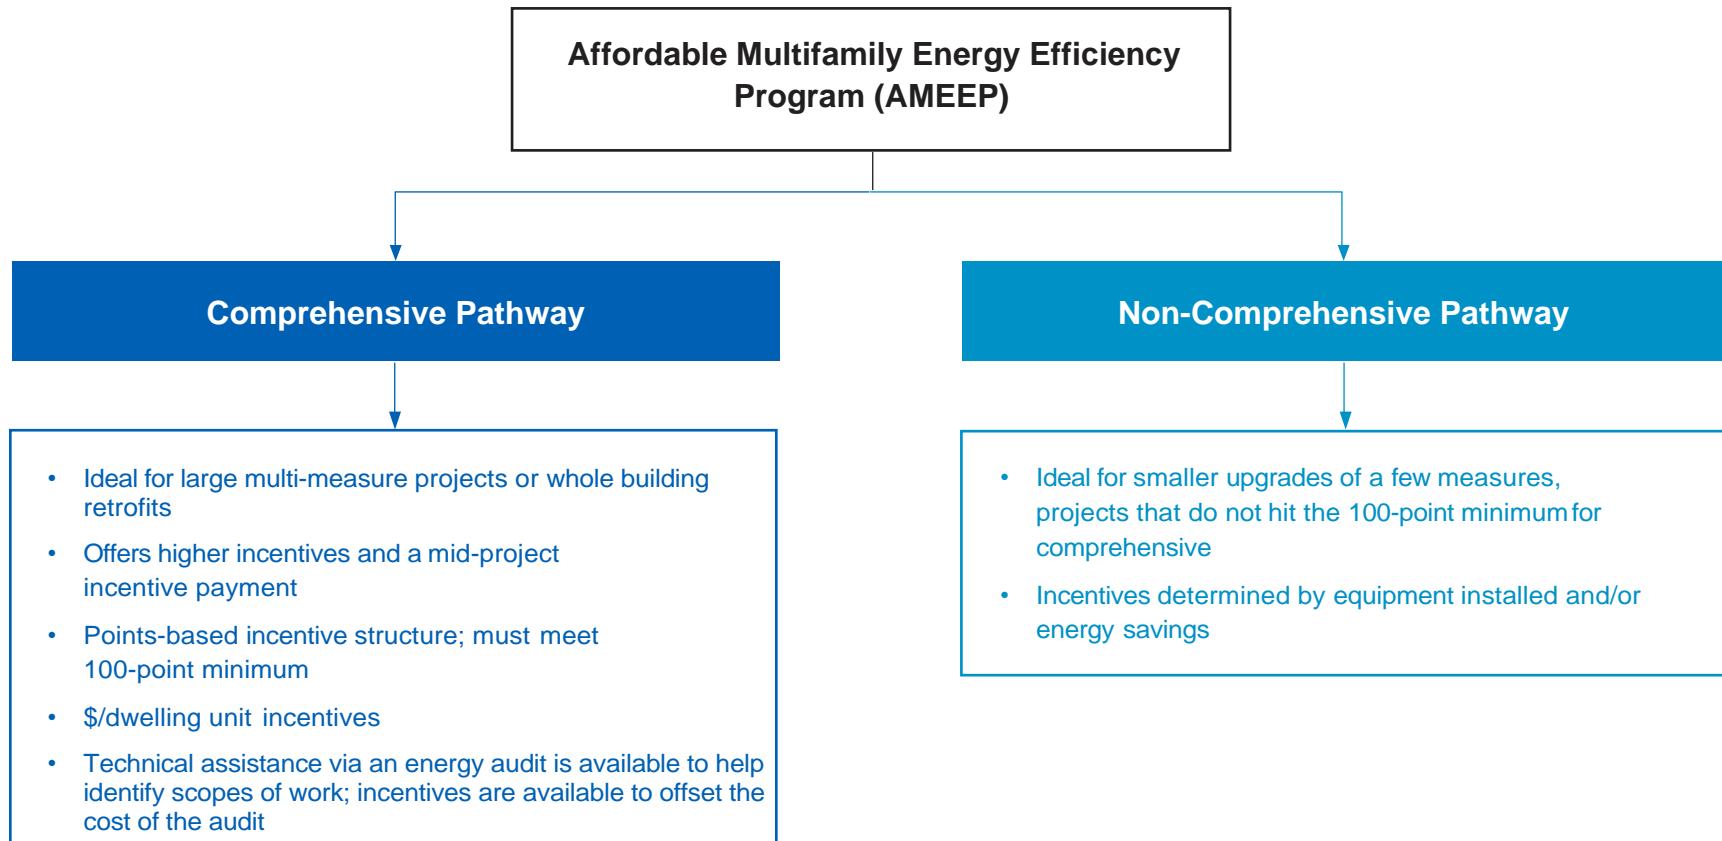 Affordable Multifamily Energy Efficiency
Program (AMEEP)
Comprehensive Pathway
• Ideal for large multi-measure projects or whole building
retrofits
• Offers higher incentives and a mid-project
incentive payment
• Points-based incentive structure; must meet
100-point minimum
• $/dwelling unit incentives
• Technical assistance via an energy audit is available to help
identify scopes of work; incentives are available to offset the
cost of the audit
Non-Comprehensive Pathway
• Ideal for smaller upgrades of a few measures,
projects that do not hit the 100-point minimum for
comprehensive
• Incentives determined by equipment installed and/or
energy savings